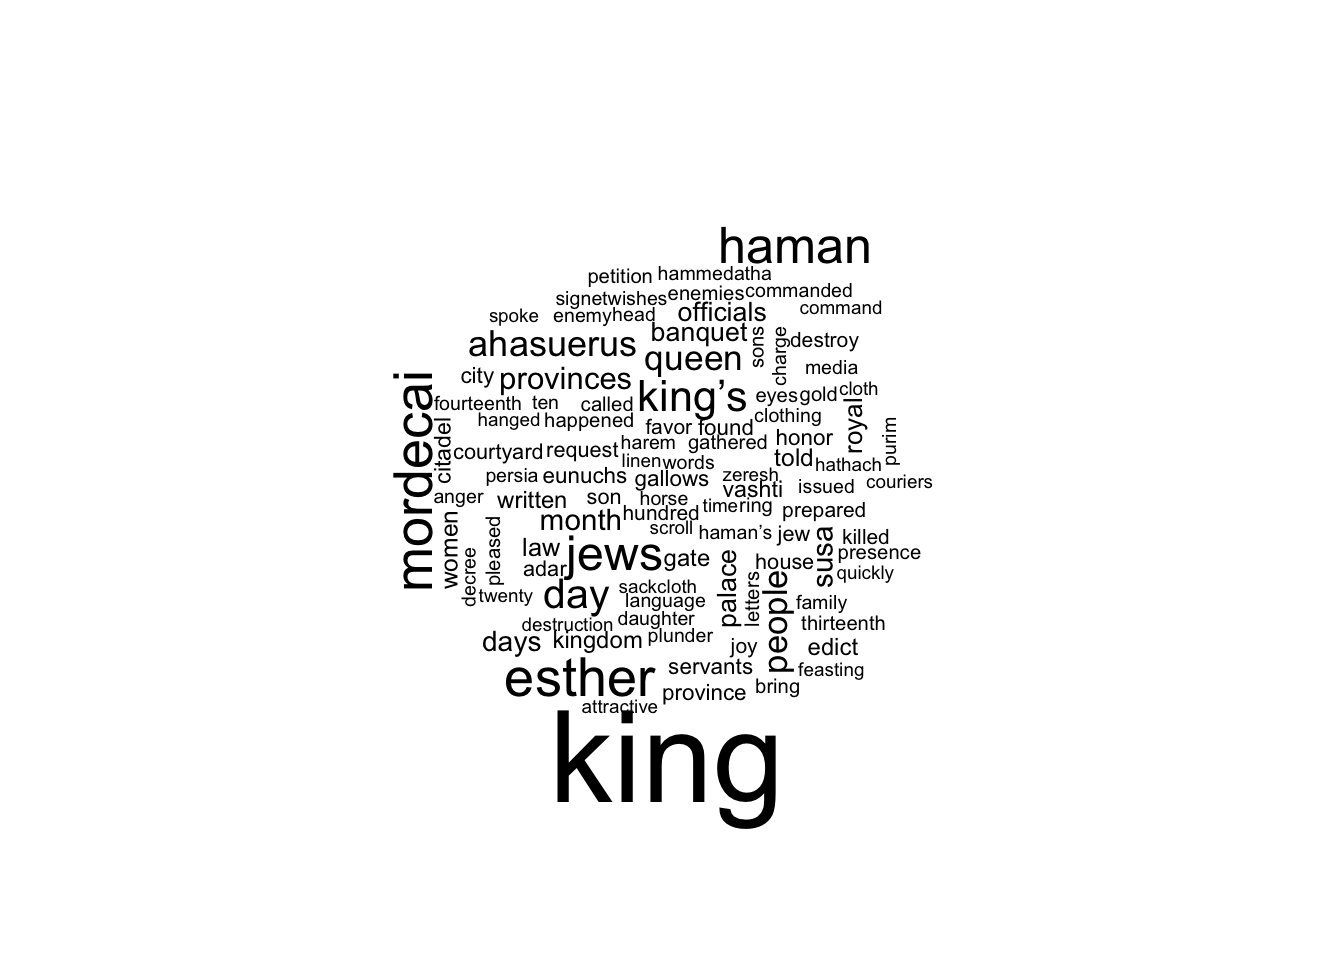 haman
petition hammedatha
signet wishes enemies commanded
spoke enemy head officials command
ahasuerus banquet sons charge destroy
queen media
city provinces king’s eyes gold cloth
mordecai fourteenth ten called clothing royal
citadel hanged happened favor found purim
courtyard request harem gathered honor
linen words told hathach
persia eunuchs gallows zeresh couriers
anger written son horse vashti issued
month hundred time ring prepared
women pleased scroll haman’s jew susa killed
law jews gate palace house presence
decree adar quickly
twenty day sackcloth letters people family
language
destruction daughter thirteenth
days kingdom plunder joy edict
esther servants feasting
province bring
attractive
king